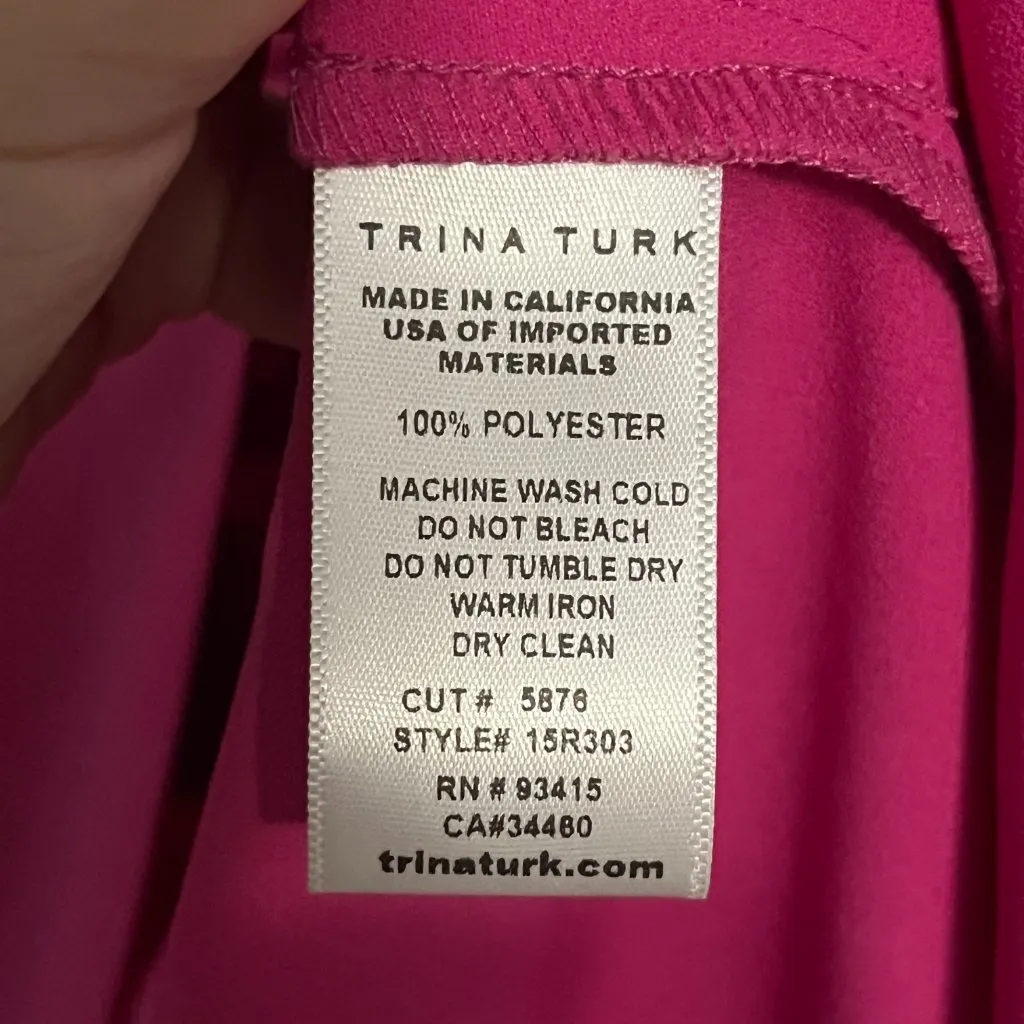 TRINA TURK
MADE IN CALIFORNIA
USA OF IMPORTED
MATERIALS
100% POLYESTER
MACHINE WASH COLD
DO NOT BLEACH
DO NOT TUMBLE DRY
WARM IRON
DRY CLEAN
CUT # 5876
STYLE# 15R303
RN # 93415
CA#34460
trinaturk.com